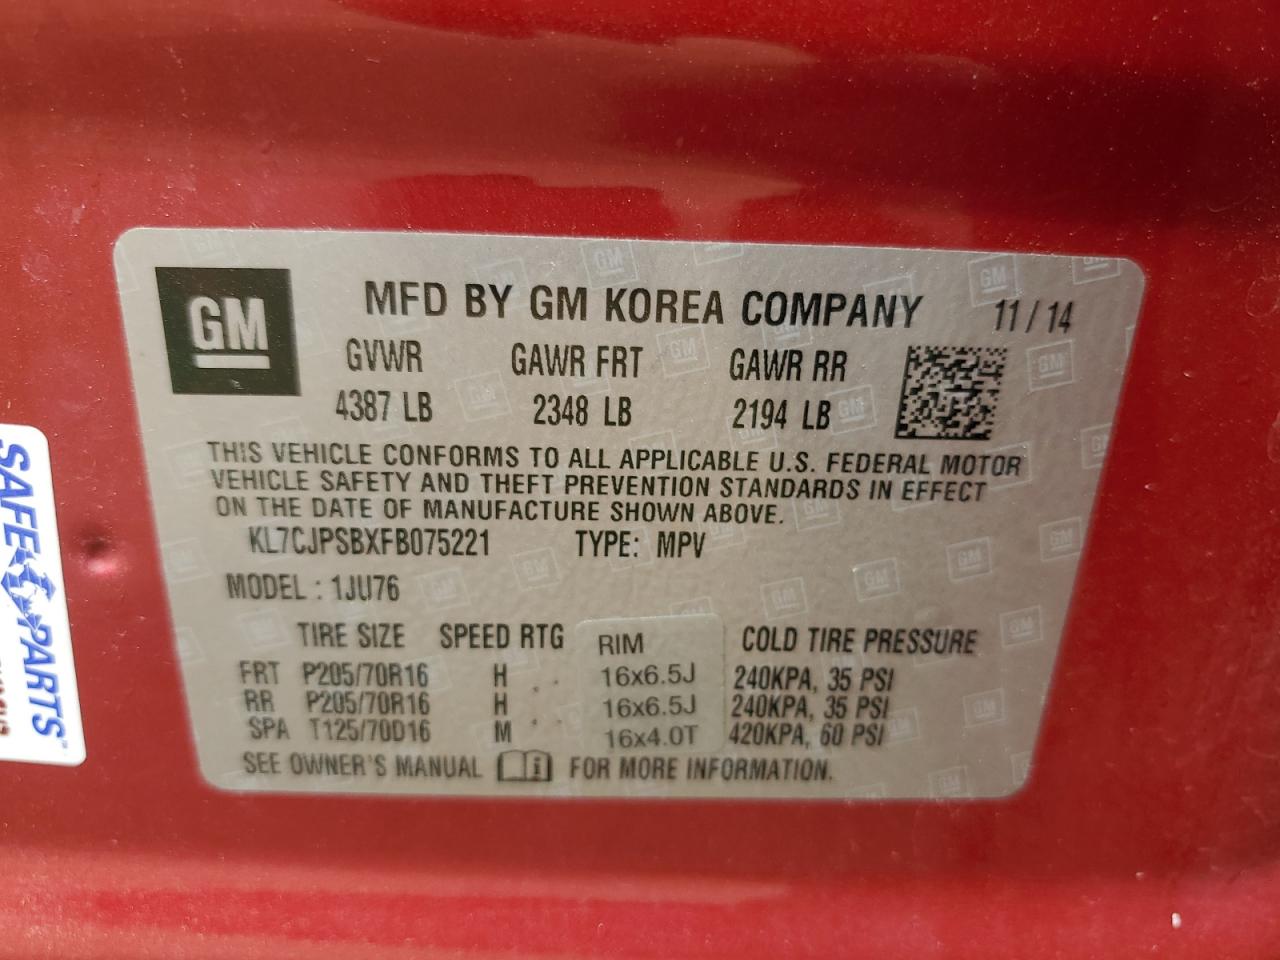 GM
MFD BY GM KOREA COMPANY 11 / 14
GVWR GAWR FRT GAWR RR
4387 LB 2348 LB 2194 LB
THIS VEHICLE CONFORMS TO ALL APPLICABLE U.S. FEDERAL MOTOR
VEHICLE SAFETY AND THEFT PREVENTION STANDARDS IN EFFECT
ON THE DATE OF MANUFACTURE SHOWN ABOVE.
KL7CJPSBXFB075221 TYPE: MPV
MODEL : 1JU76
TIRE SIZE SPEED RTG RIM COLD TIRE PRESSURE
FRT P205/70R16 H 16x6.5J 240KPA, 35 PSI
RR P205/70R16 H 16x6.5J 240KPA, 35 PSI
SPA T125/70D16 M 16x4.0T 420KPA, 60 PSI
SEE OWNER'S MANUAL i FOR MORE INFORMATION.
SAFE PARTS